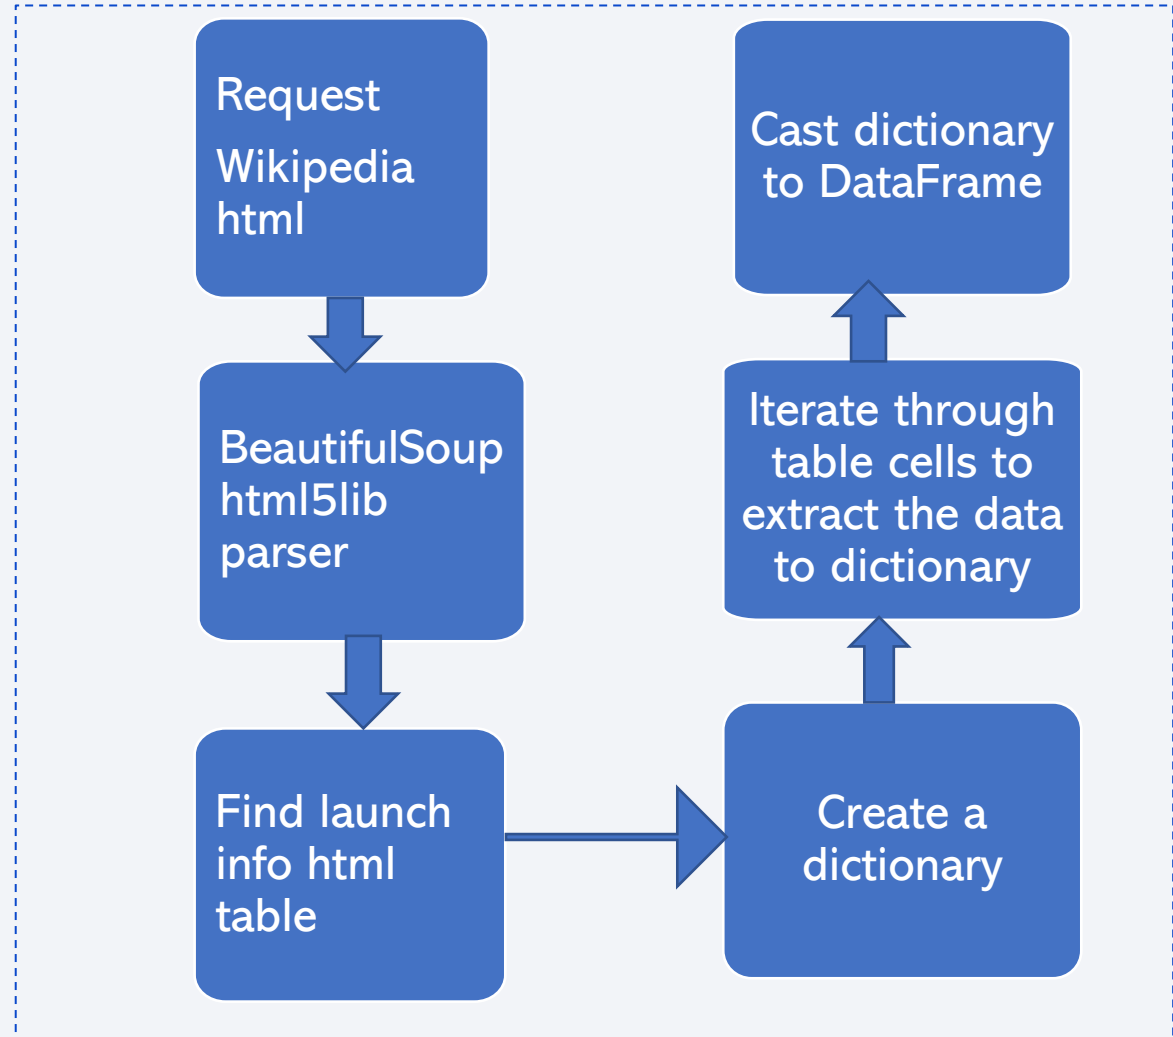 Request
Wikipedia
html
BeautifulSoup
html5lib
parser
Find launch
info html
table
Create a
dictionary
Iterate through
table cells to
extract the data
to dictionary
Cast dictionary
to DataFrame